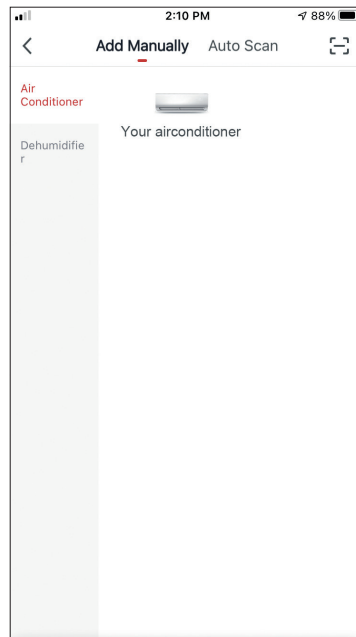 2:10 PM
88%
Add Manually
Auto Scan
Air
Conditioner
Your airconditioner
Dehumidifie
r